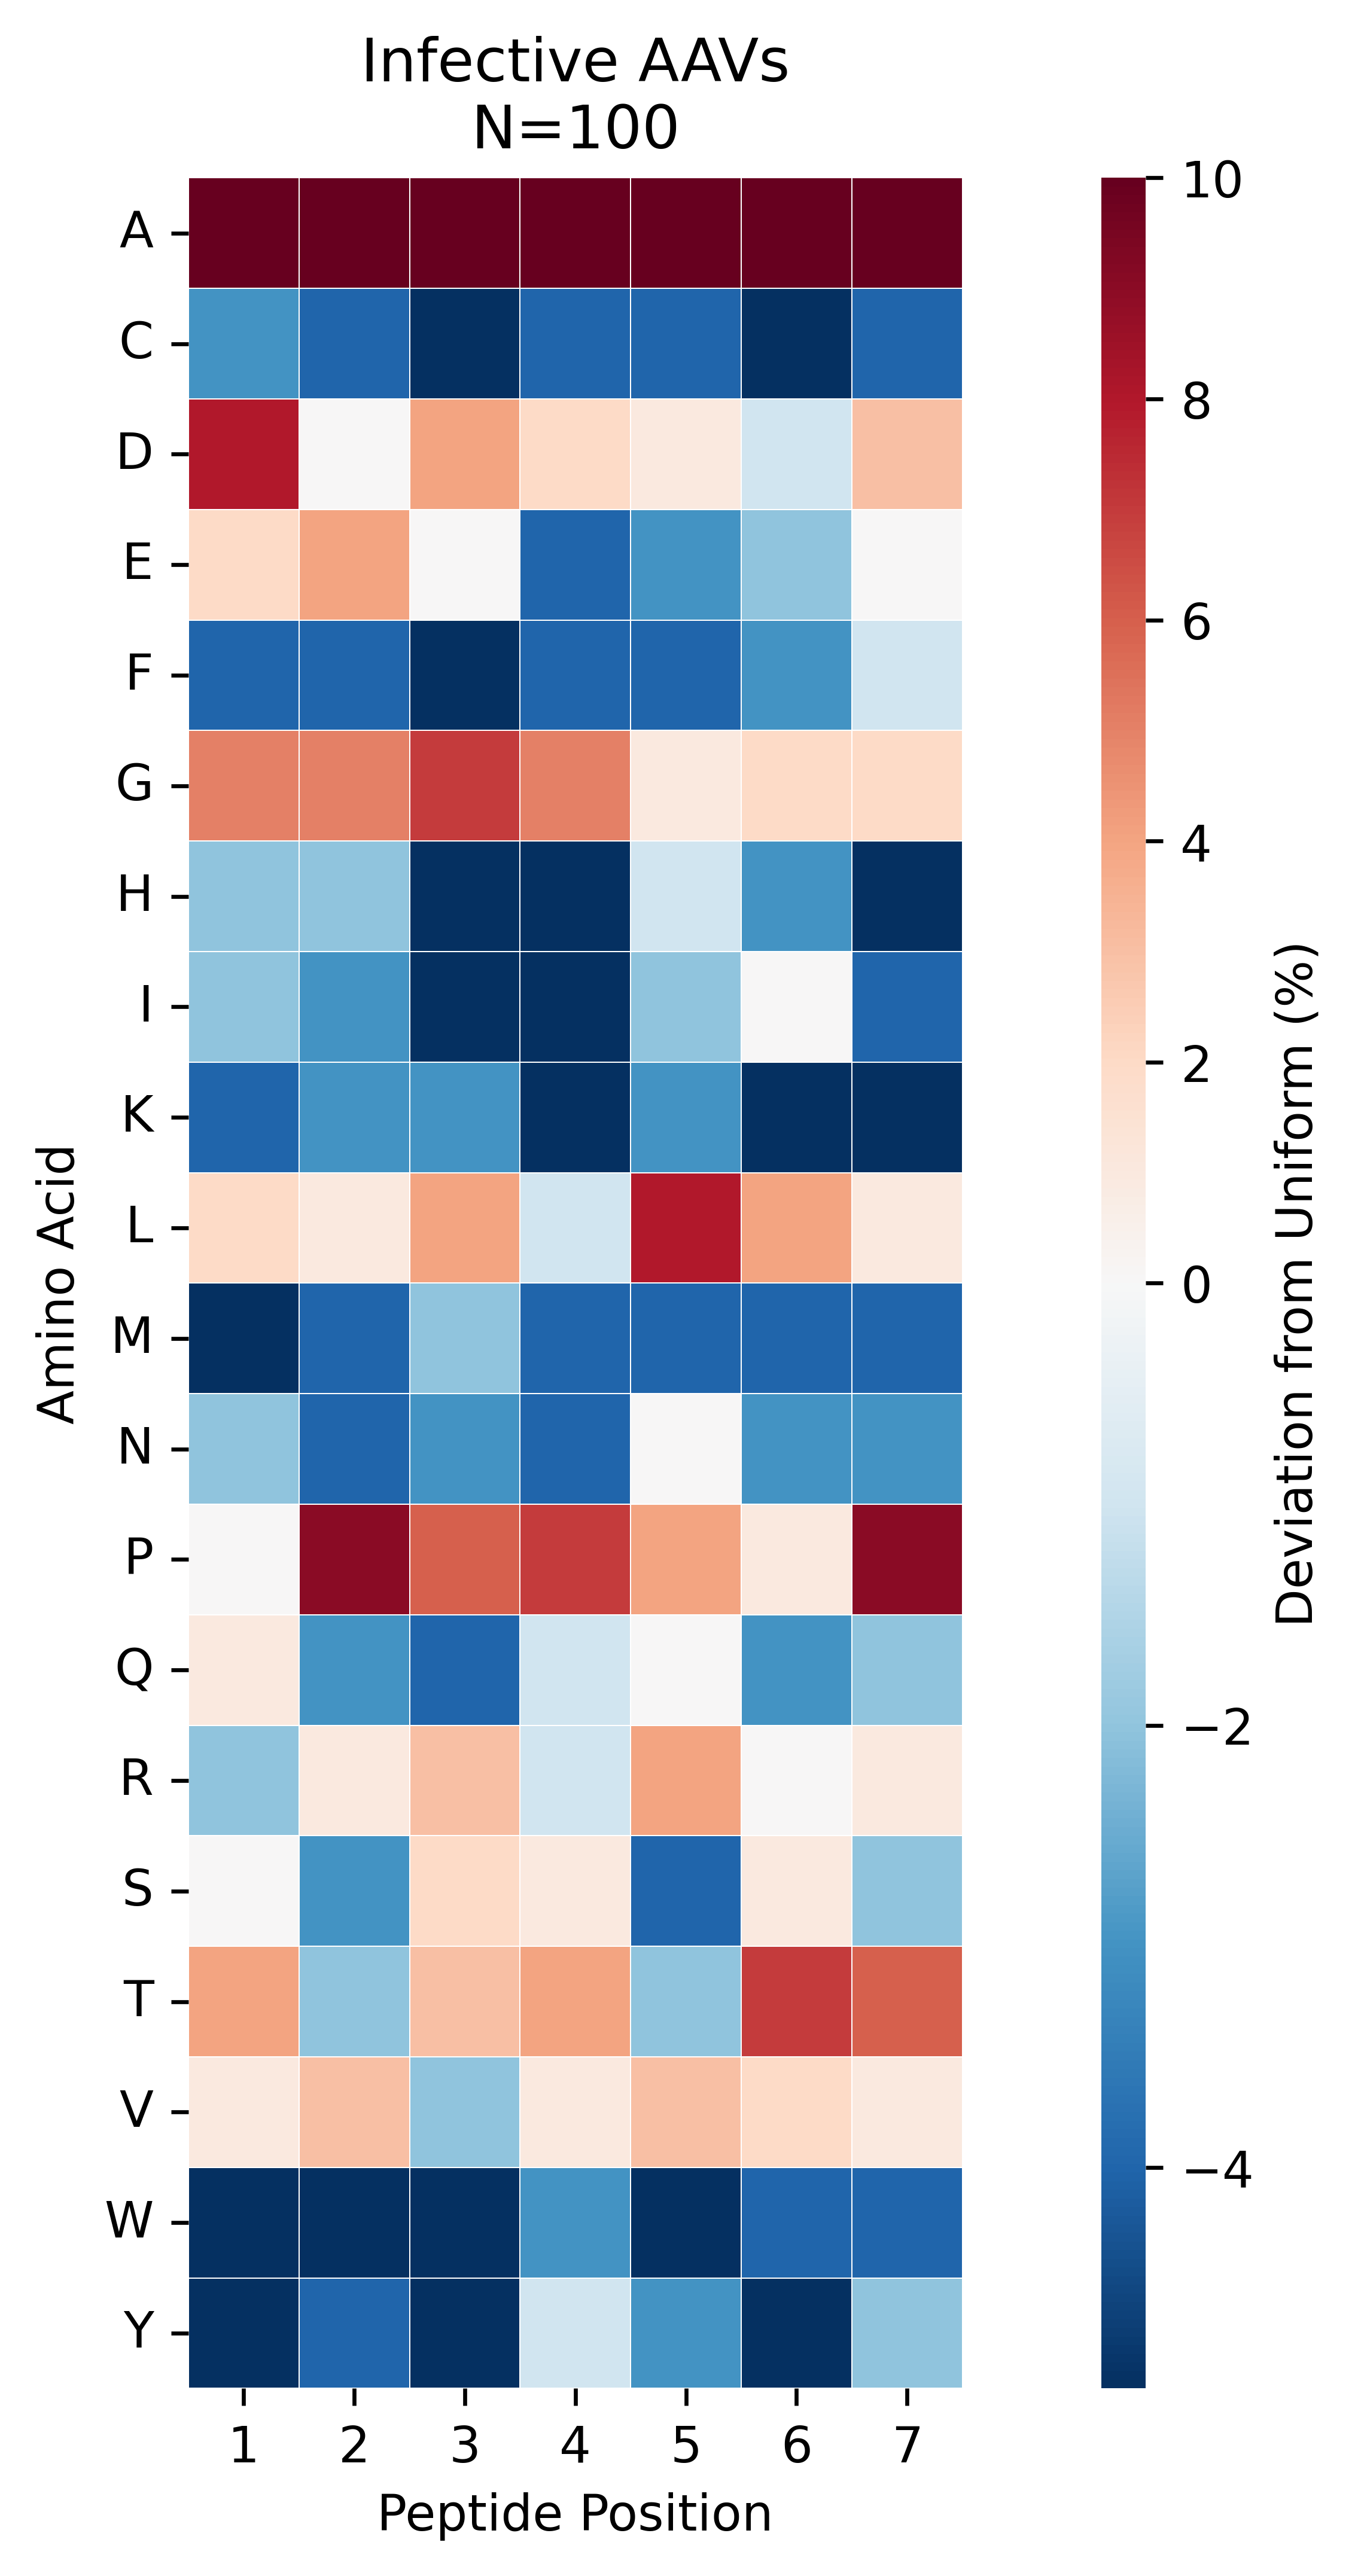 Infective AAVs
N=100
A
C
D
E
F
G
H
I
K
L
M
N
P
Q
R
S
T
V
W
Y
Amino Acid
1 2 3 4 5 6 7
Peptide Position
10
8
6
4
2
0
−2
−4
Deviation from Uniform (%)